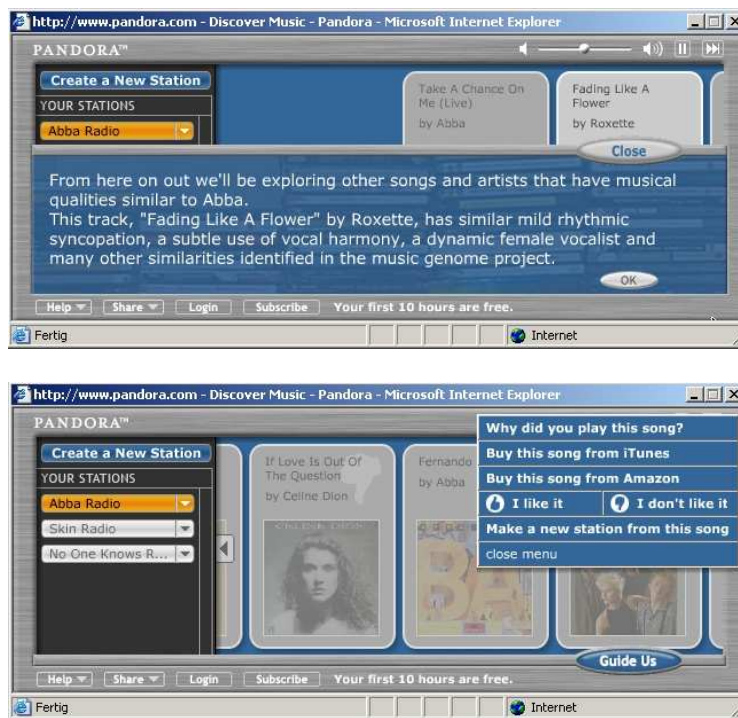 http://www.pandora.com - Discover Music - Pandora - Microsoft Internet Explorer
PANDORA™
Create a New Station
YOUR STATIONS
Abba Radio
Take A Chance On
Me (Live)
by Abba
Fading Like A
Flower
by Roxette
Close
From here on out we'll be exploring other songs and artists that have musical
qualities similar to Abba.
This track, "Fading Like A Flower" by Roxette, has similar mild rhythmic
syncopation, a subtle use of vocal harmony, a dynamic female vocalist and
many other similarities identified in the music genome project.
OK
Help Share Login Subscribe Your first 10 hours are free.
Fertig Internet
http://www.pandora.com - Discover Music - Pandora - Microsoft Internet Explorer
PANDORA™
Create a New Station
YOUR STATIONS
Abba Radio
Skin Radio
No One Knows R...
If Love Is Out Of
The Question
by Celine Dion
CELINE DION
Fernando
by Abba
BA
Why did you play this song?
Buy this song from iTunes
Buy this song from Amazon
I like it I don't like it
Make a new station from this song
close menu
Guide Us
Help Share Login Subscribe Your first 10 hours are free.
Fertig Internet